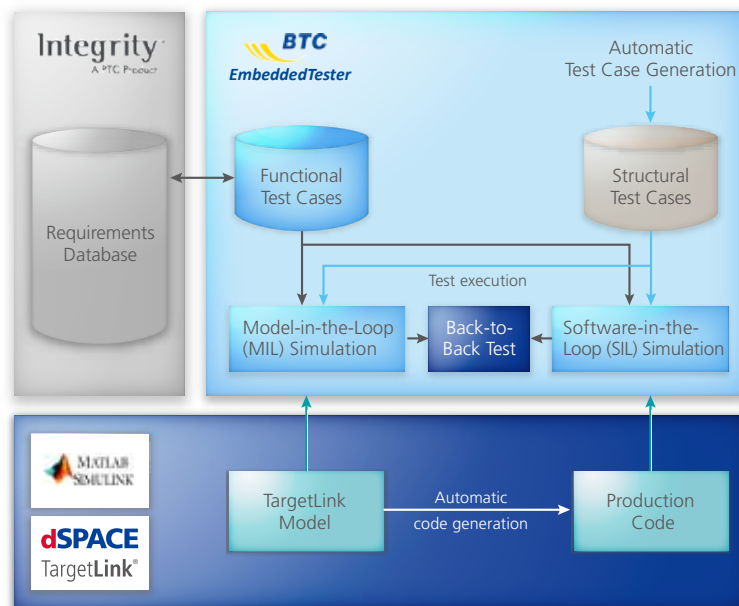 Integrity
A PTC Product
BTC
EmbeddedTester
Automatic
Test Case Generation
Functional
Test Cases
Structural
Test Cases
Requirements
Database
Test execution
Model-in-the-Loop
(MIL) Simulation
Back-to-
Back Test
Software-in-the-
Loop (SIL) Simulation
MATLAB
SIMULINK
dSPACE
TargetLink®
TargetLink
Model
Automatic
code generation
Production
Code